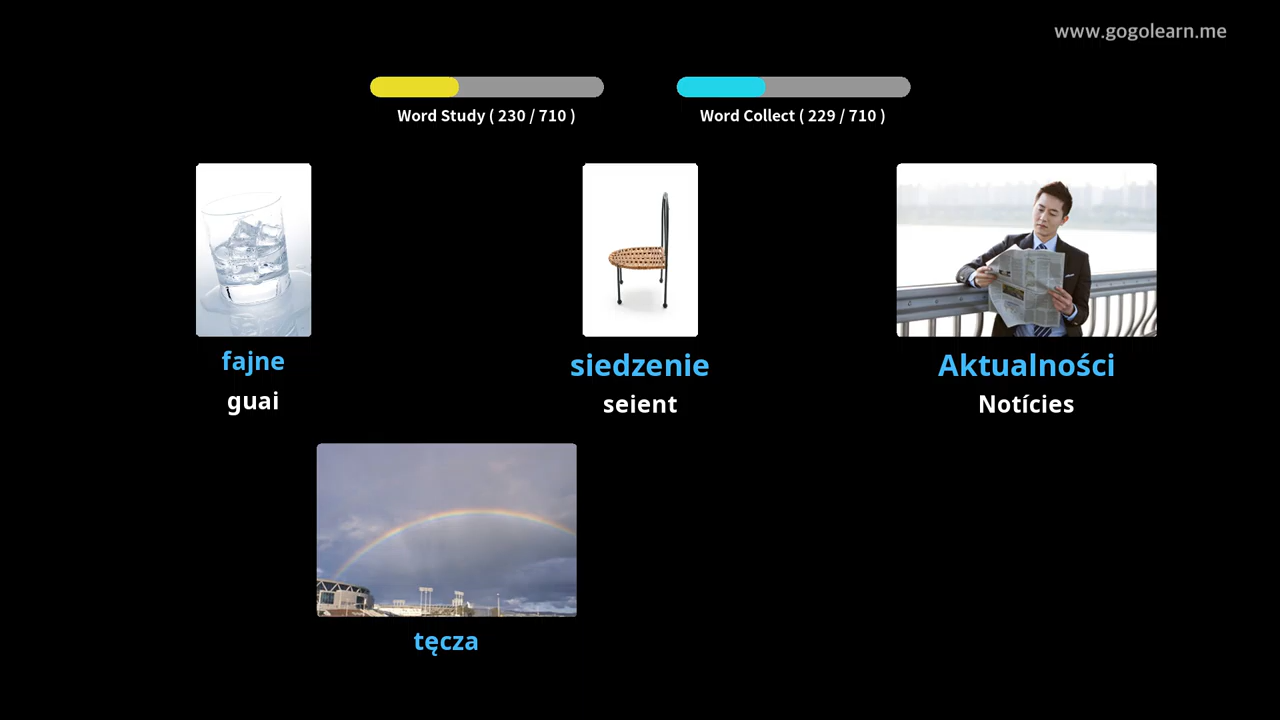 www.gogolearn.me
Word Study ( 230 / 710 )
Word Collect ( 229 / 710 )
fajne
siedzenie
Aktualności
guai
seient
Notícies
tęcza